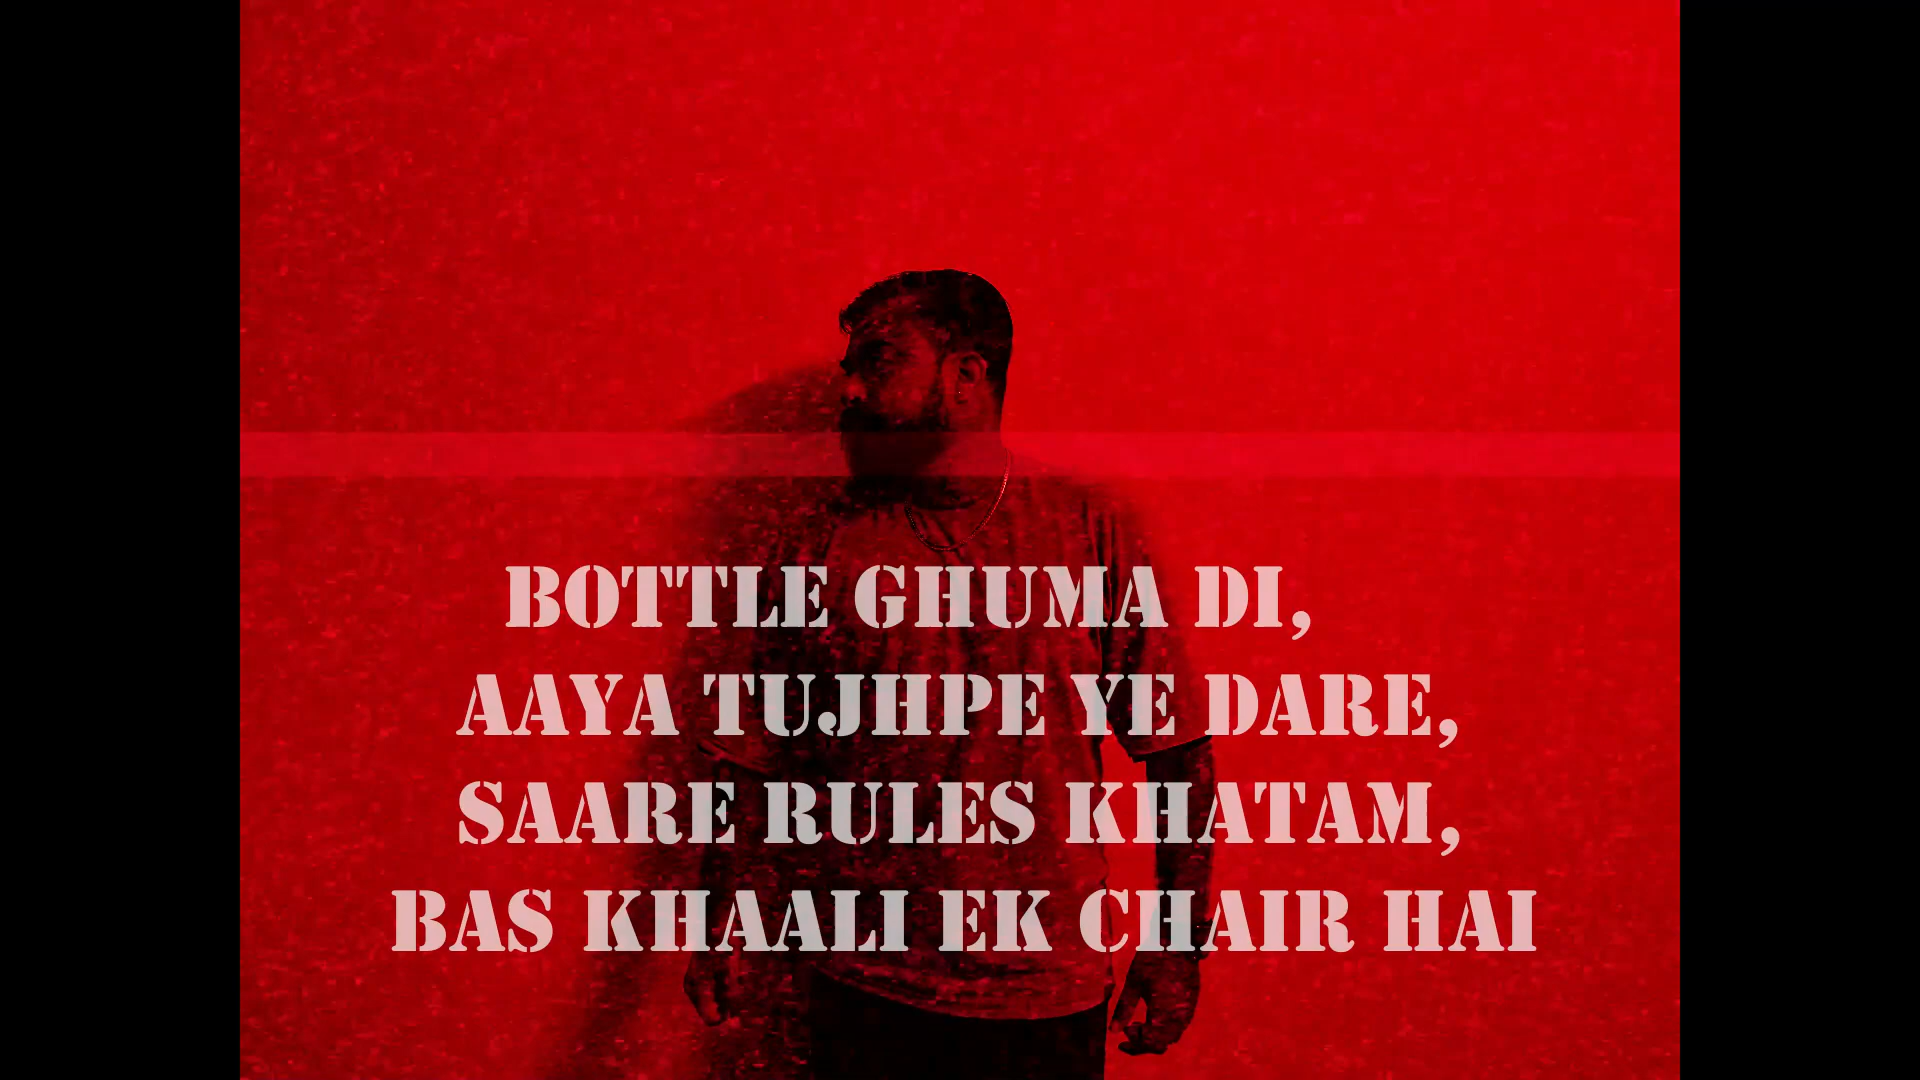 BOTTLE GHUMA DI,
AAYA TUJHPE YE DARE,
SAARE RULES KHATAM,
BAS KHAALI EK CHAIR HAI